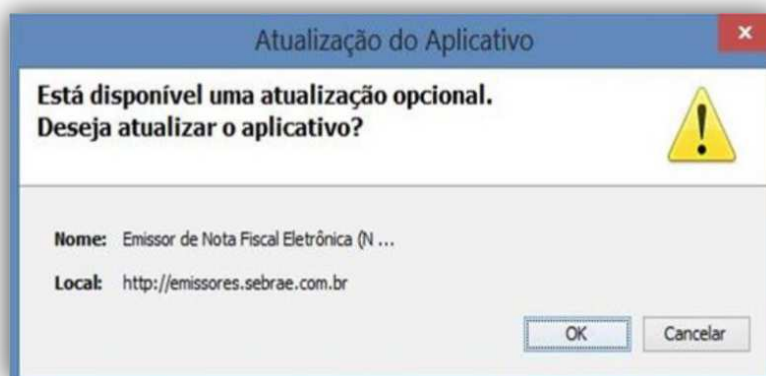 Atualização do Aplicativo
Está disponível uma atualização opcional.
Deseja atualizar o aplicativo?
Nome: Emissor de Nota Fiscal Eletrônica (N ...
Local: http://emissores.sebrae.com.br
OK Cancelar